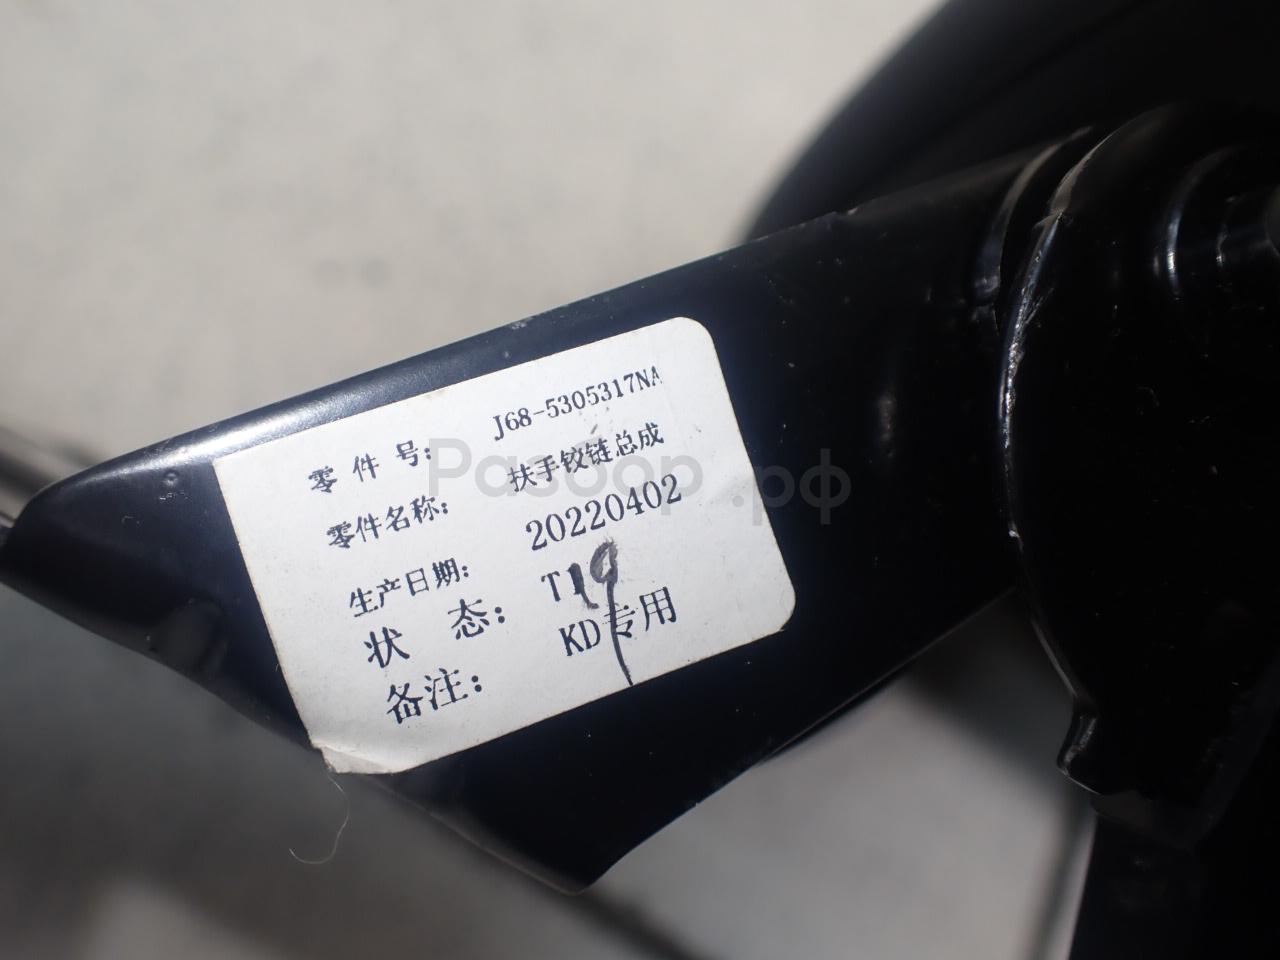 零件号: J68-5305317NA
零件名称: 扶手铰链总成
生产日期: 20220402
状态: T19
备注: KD专用
Разбор.рф